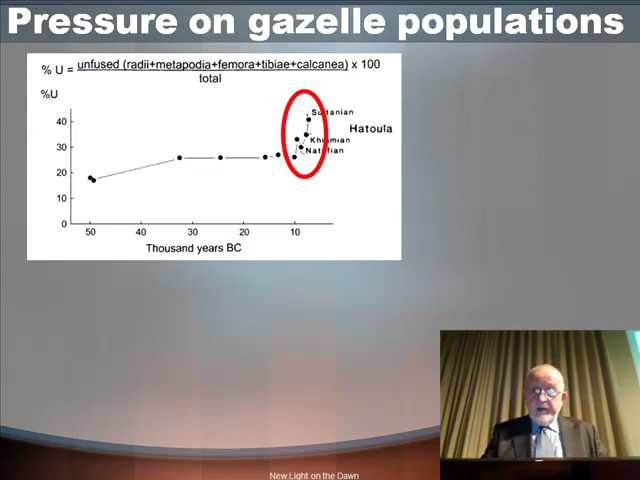 Pressure on gazelle populations
% U = unfused (radii+metapodia+femora+tibiae+calcanea) x 100
total
%U
40
30
20
10
0
Sultanian
Hatoula
Khiamian
Natufian
50 40 30 20 10
Thousand years BC
New Light on the Dawn